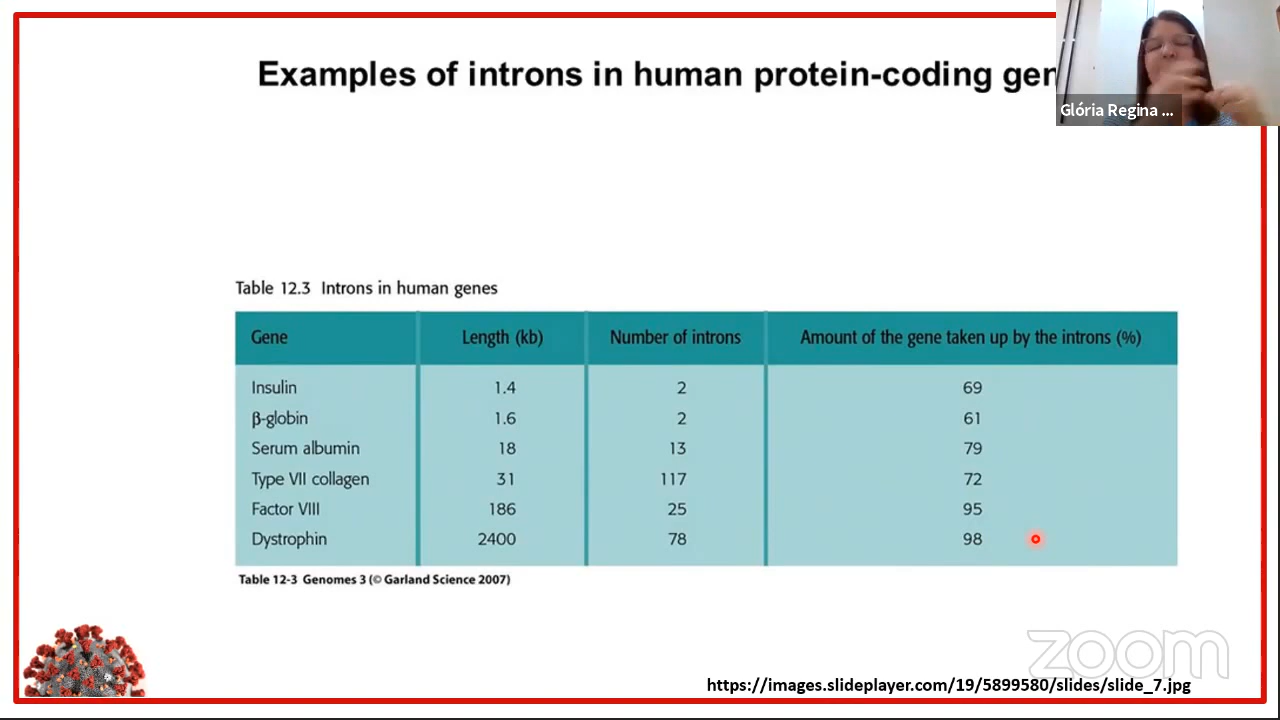 Examples of introns in human protein-coding
Glória Regina ...
Table 12.3 Introns in human genes
Gene Length (kb) Number of introns Amount of the gene taken up by the introns (%)
Insulin 1.4 2 69
β-globin 1.6 2 61
Serum albumin 18 13 79
Type VII collagen 31 117 72
Factor VIII 186 25 95
Dystrophin 2400 78 98
Table 12-3 Genomes 3 (© Garland Science 2007)
zoom
https://images.slideplayer.com/19/5899580/slides/slide_7.jpg